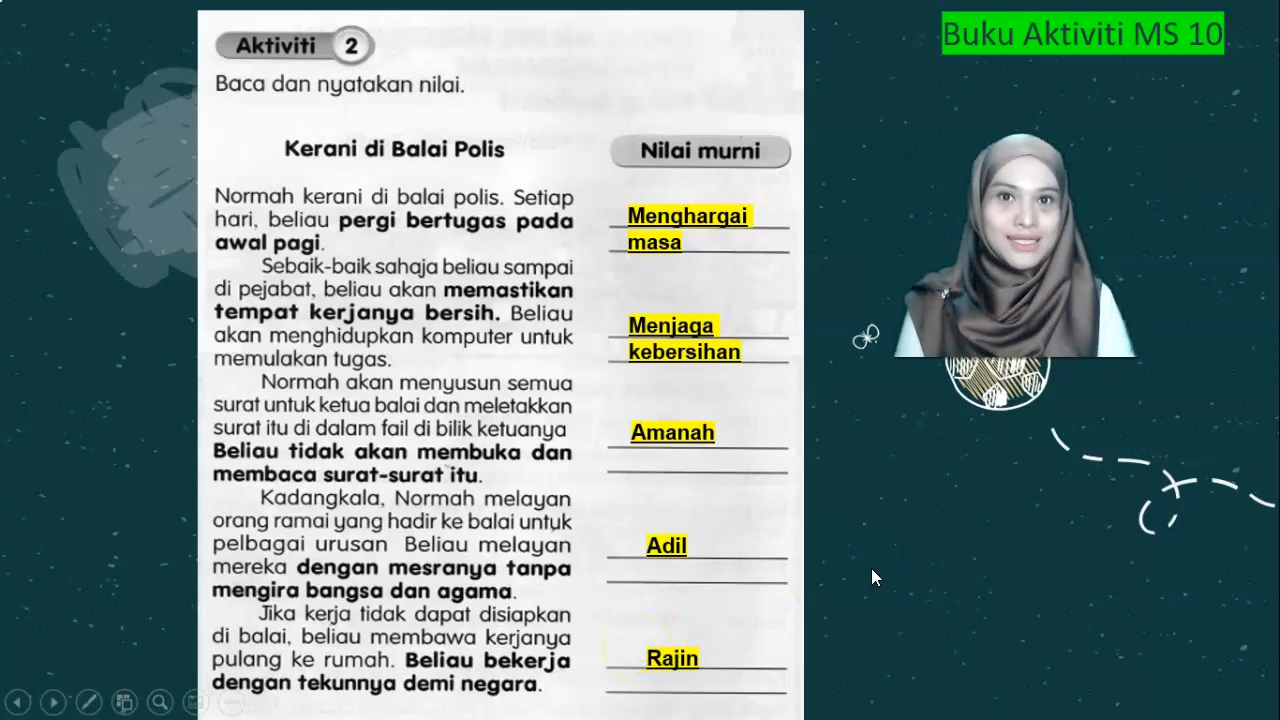 Buku Aktiviti MS 10
Aktiviti 2
Baca dan nyatakan nilai.
Kerani di Balai Polis
Nilai murni
Normah kerani di balai polis. Setiap
hari, beliau pergi bertugas pada
awal pagi.
Menghargai
masa
Sebaik-baik sahaja beliau sampai
di pejabat, beliau akan memastikan
tempat kerjanya bersih. Beliau
akan menghidupkan komputer untuk
memulakan tugas.
Menjaga
kebersihan
Normah akan menyusun semua
surat untuk ketua balai dan meletakkan
surat itu di dalam fail di bilik ketuanya
Beliau tidak akan membuka dan
membaca surat-surat itu.
Amanah
Kadangkala, Normah melayan
orang ramai yang hadir ke balai untuk
pelbagai urusan Beliau melayan
mereka dengan mesranya tanpa
mengira bangsa dan agama.
Adil
Jika kerja tidak dapat disiapkan
di balai, beliau membawa kerjanya
pulang ke rumah. Beliau bekerja
dengan tekunnya demi negara.
Rajin